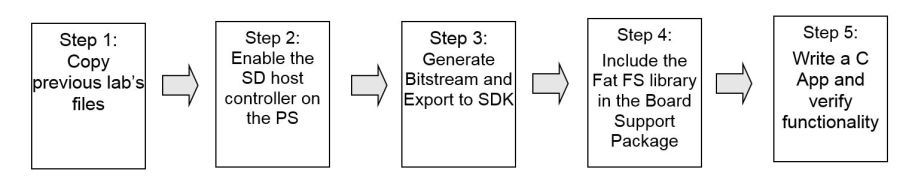 Step 1:
Copy
previous lab's
files
Step 2:
Enable the
SD host
controller on
the PS
Step 3:
Generate
Bitstream and
Export to SDK
Step 4:
Include the
Fat FS library
in the Board
Support
Package
Step 5:
Write a C
App and
verify
functionality